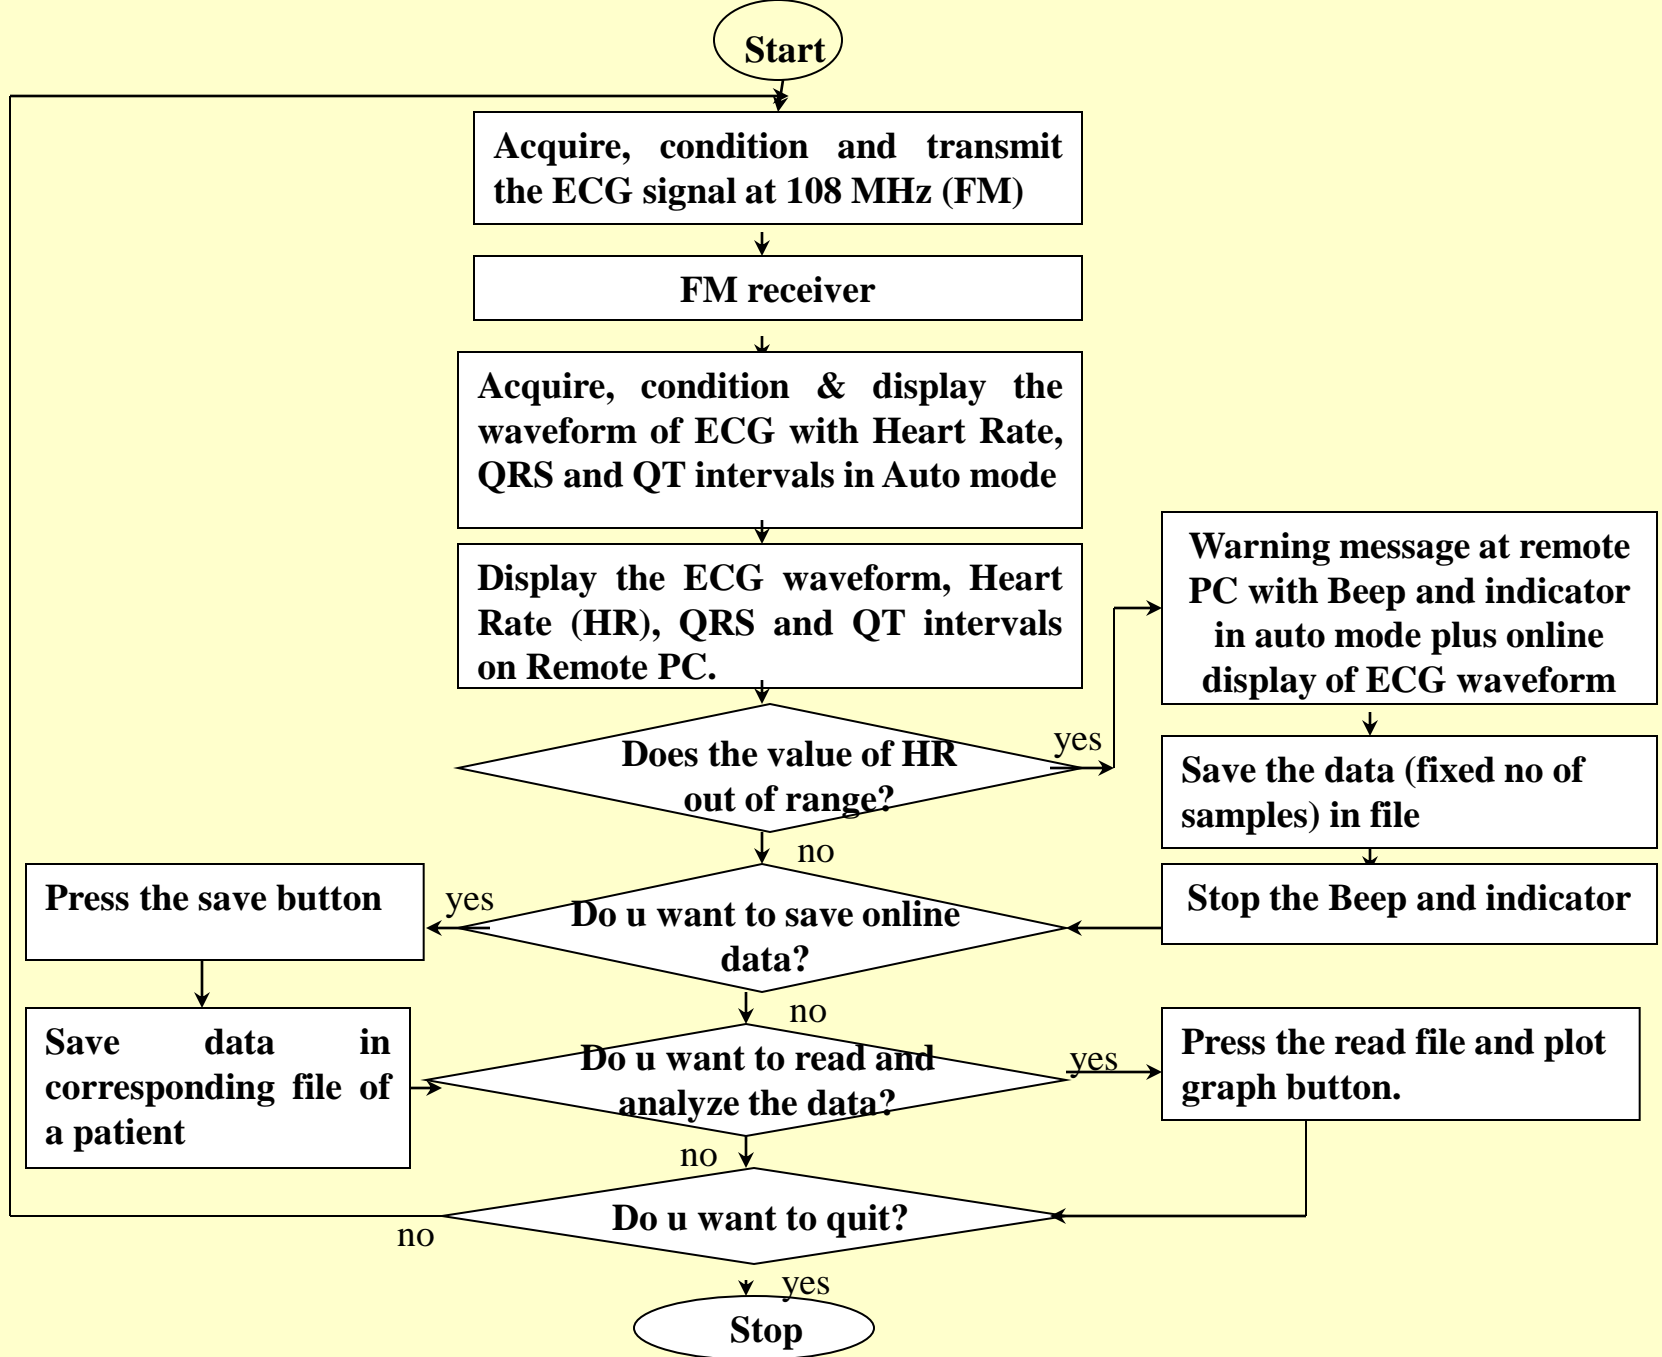 Start
Acquire, condition and transmit
the ECG signal at 108 MHz (FM)
FM receiver
Acquire, condition & display the
waveform of ECG with Heart Rate,
QRS and QT intervals in Auto mode
Display the ECG waveform, Heart
Rate (HR), QRS and QT intervals
on Remote PC.
Warning message at remote
PC with Beep and indicator
in auto mode plus online
display of ECG waveform
Does the value of HR
out of range?
yes
Save the data (fixed no of
samples) in file
no
Press the save button
yes
Do u want to save online
data?
Stop the Beep and indicator
no
Save data in
corresponding file of
a patient
Do u want to read and
analyze the data?
yes
Press the read file and plot
graph button.
no
Do u want to quit?
no
yes
Stop